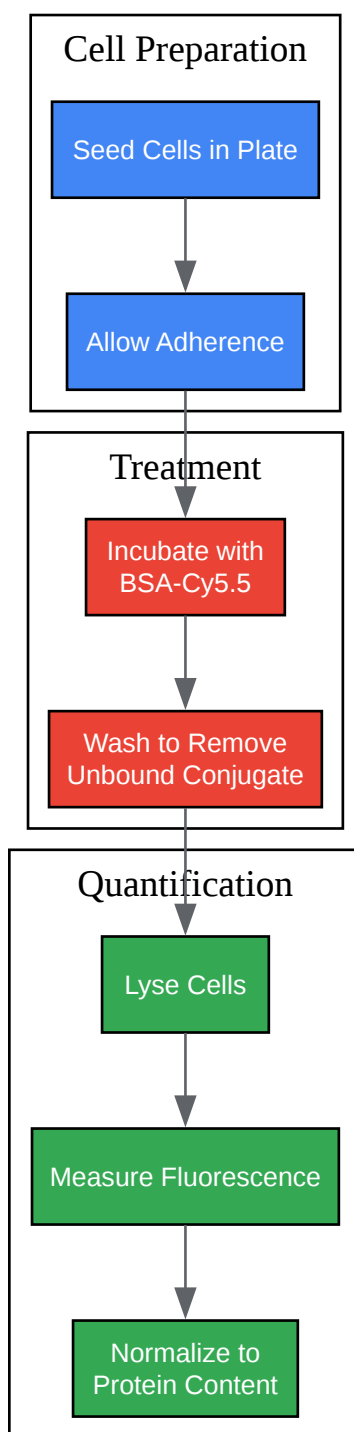 Cell Preparation
Seed Cells in Plate
Allow Adherence
Treatment
Incubate with
BSA-Cy5.5
Wash to Remove
Unbound Conjugate
Quantification
Lyse Cells
Measure Fluorescence
Normalize to
Protein Content